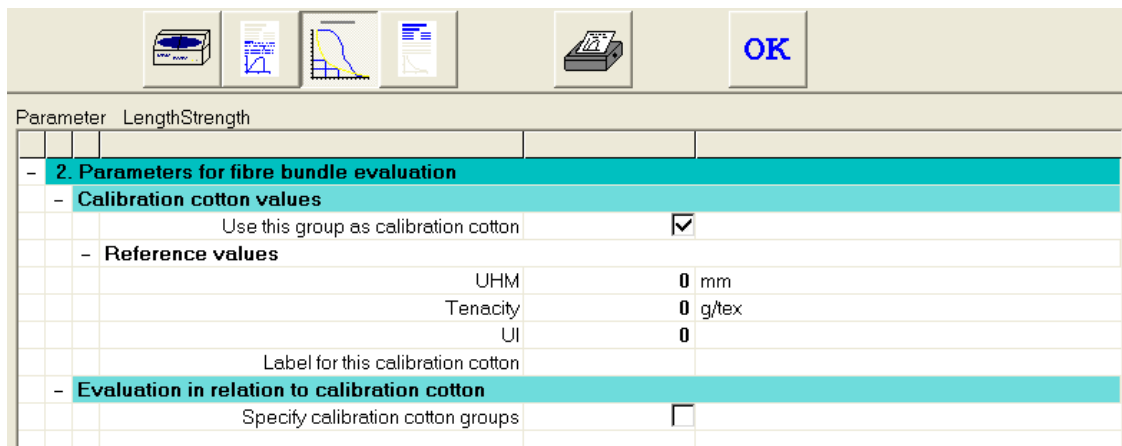 OK
Parameter LengthStrength
- 2. Parameters for fibre bundle evaluation
- Calibration cotton values
Use this group as calibration cotton
- Reference values
UHM 0 mm
Tenacity 0 g/tex
UI 0
Label for this calibration cotton
- Evaluation in relation to calibration cotton
Specify calibration cotton groups